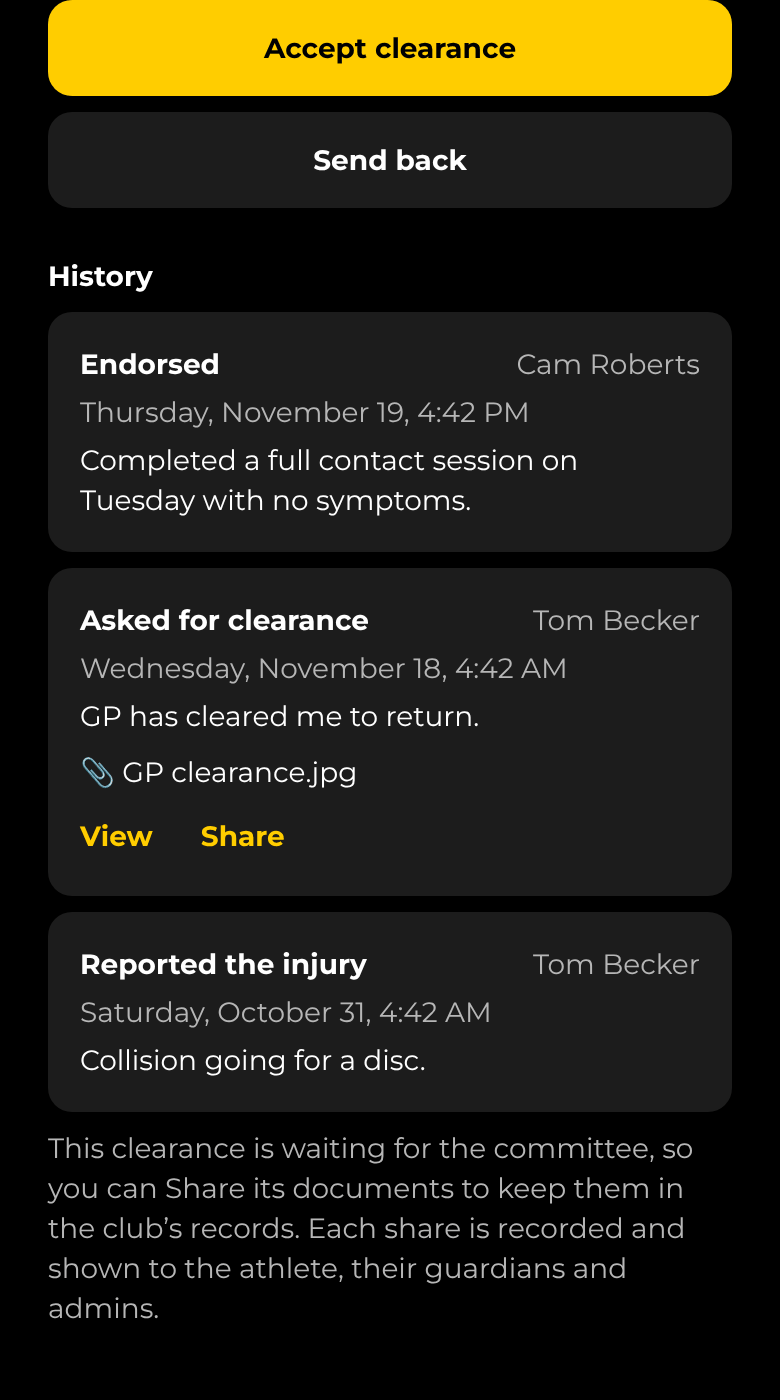 Accept clearance
Send back
History
Endorsed
Cam Roberts
Thursday, November 19, 4:42 PM
Completed a full contact session on
Tuesday with no symptoms.
Asked for clearance
Tom Becker
Wednesday, November 18, 4:42 AM
GP has cleared me to return.
📎 GP clearance.jpg
View
Share
Reported the injury
Tom Becker
Saturday, October 31, 4:42 AM
Collision going for a disc.
This clearance is waiting for the committee, so
you can Share its documents to keep them in
the club’s records. Each share is recorded and
shown to the athlete, their guardians and
admins.